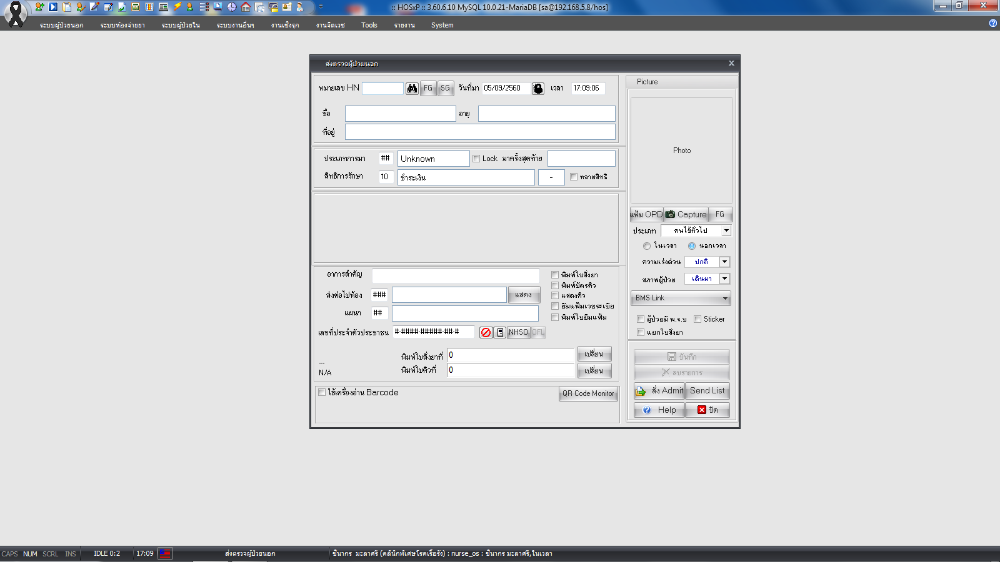 :: HOSxP :: 3.60.6.10 MySQL 10.0.21-MariaDB [sa@192.168.5.8/hos]
ระบบผู้ป่วยนอก ระบบห้องจ่ายยา ระบบผู้ป่วยใน ระบบงานอื่นๆ งานเชิงรุก งานจิตเวช Tools รายงาน System
ส่งตรวจผู้ป่วยนอก
หมายเลข HN FG SG วันที่มา 05/09/2560 เวลา 17:09:06
ชื่อ อายุ
ที่อยู่
ประเภทการมา ## Unknown Lock มาครั้งสุดท้าย
สิทธิการรักษา 10 ชำระเงิน - หลายสิทธิ
อาการสำคัญ
ส่งต่อไปห้อง ### แสดง
แผนก ##
พิมพ์ใบสั่งยา
พิมพ์บัตรคิว
แสดงคิว
ยืมแฟ้มเวชระเบีย
พิมพ์ใบยืมแฟ้ม
เลขที่ประจำตัวประชาชน #-####-#####-##-# NHSO OFL
... พิมพ์ใบสั่งยาที่ 0 เปลี่ยน
N/A พิมพ์ใบคิวที่ 0 เปลี่ยน
ใช้เครื่องอ่าน Barcode QR Code Monitor
Picture
Photo
แฟ้ม OPD Capture FG
ประเภท คนไข้ทั่วไป
ในเวลา นอกเวลา
ความเร่งด่วน ปกติ
สภาพผู้ป่วย เดินมา
BMS Link
ผู้ป่วยมี พ.ร.บ Sticker
แยกใบสั่งยา
บันทึก
ลบรายการ
สั่ง Admit Send List
Help ปิด
CAPS NUM SCRL INS IDLE 0:2 17:09 ส่งตรวจผู้ป่วยนอก ชินากร มะลาศรี (คลินิกพิเศษโรคเรื้อรัง) : nurse_os : ชินากร มะลาศรี,ในเวลา